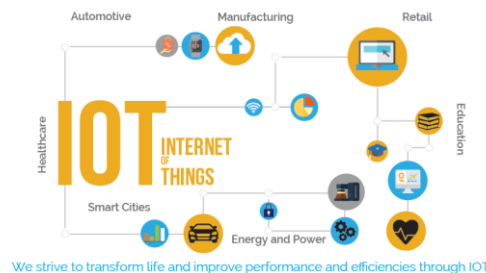 Automotive
Manufacturing
Retail
Healthcare
IOT
INTERNET
OF
THINGS
Education
Smart Cities
Energy and Power
We strive to transform life and improve performance and efficiencies through IOT